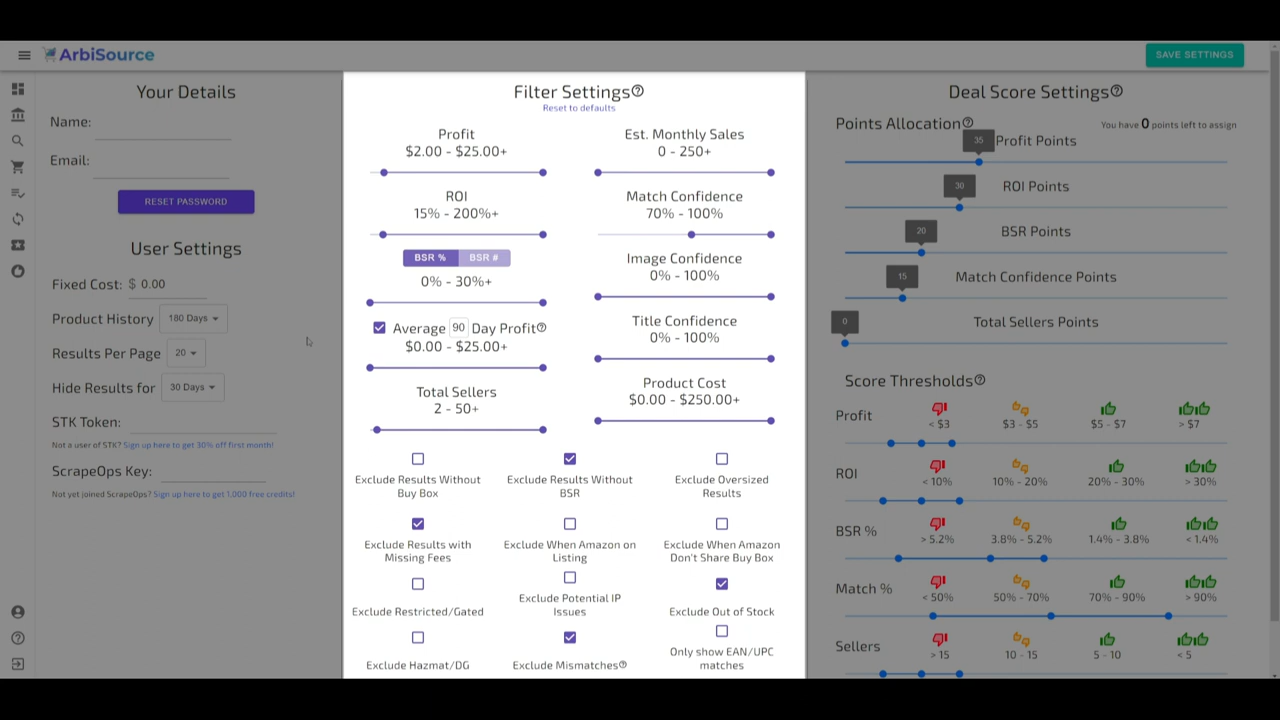 ArbiSource
SAVE SETTINGS
Your Details
Name:
Email:
RESET PASSWORD
User Settings
Fixed Cost: $ 0.00
Product History 180 Days
Results Per Page 20
Hide Results for 30 Days
STK Token:
Not a user of STK? Sign up here to get 30% off first month!
ScrapeOps Key:
Not yet joined ScrapeOps? Sign up here to get 1,000 free credits!
Filter Settings
Reset to defaults
Profit
$2.00 - $25.00+
ROI
15% - 200%+
BSR % BSR #
0% - 30%+
Average 90 Day Profit
$0.00 - $25.00+
Total Sellers
2 - 50+
Est. Monthly Sales
0 - 250+
Match Confidence
70% - 100%
Image Confidence
0% - 100%
Title Confidence
0% - 100%
Product Cost
$0.00 - $250.00+
Exclude Results Without
Buy Box
Exclude Results Without
BSR
Exclude Oversized
Results
Exclude Results with
Missing Fees
Exclude When Amazon on
Listing
Exclude When Amazon
Don't Share Buy Box
Exclude Restricted/Gated
Exclude Potential IP
Issues
Exclude Out of Stock
Exclude Hazmat/DG
Exclude Mismatches
Only show EAN/UPC
matches
Deal Score Settings
Points Allocation
You have 0 points left to assign
35 Profit Points
30 ROI Points
20 BSR Points
15 Match Confidence Points
0 Total Sellers Points
Score Thresholds
Profit
< $3 $3 - $5 $5 - $7 > $7
ROI
< 10% 10% - 20% 20% - 30% > 30%
BSR %
> 5.2% 3.8% - 5.2% 1.4% - 3.8% < 1.4%
Match %
< 50% 50% - 70% 70% - 90% > 90%
Sellers
> 15 10 - 15 5 - 10 < 5